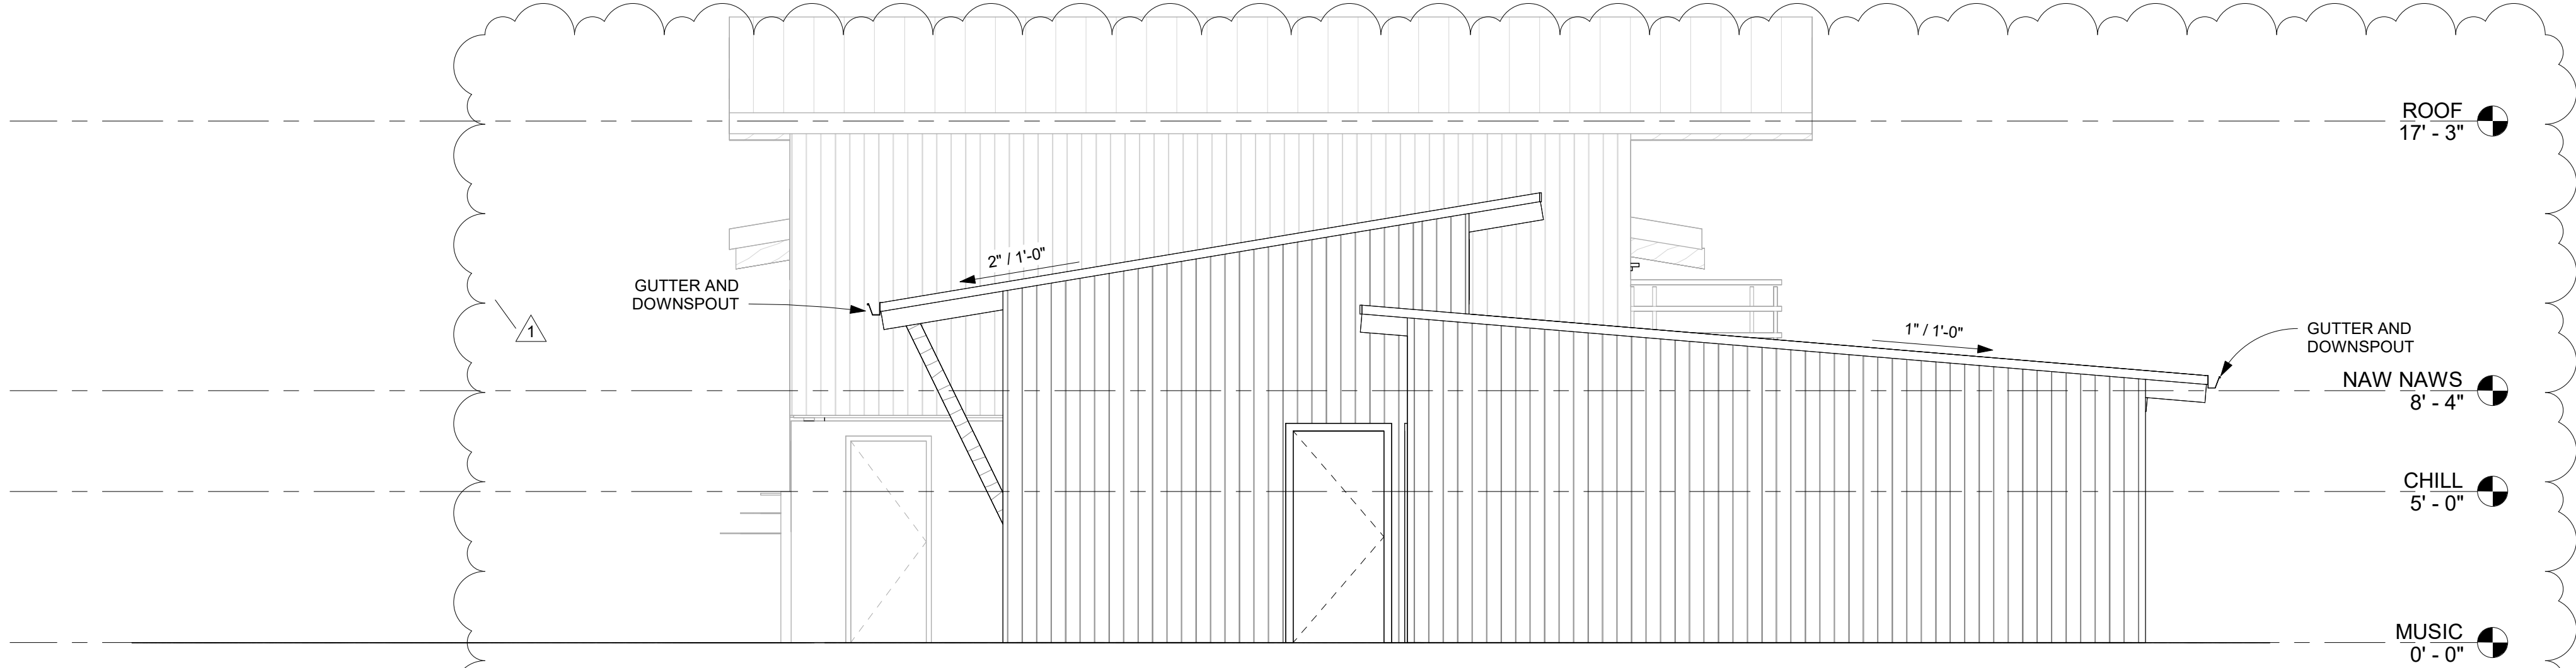 ROOF
17' - 3"
2" / 1'-0"
GUTTER AND
DOWNSPOUT
1
1" / 1'-0"
GUTTER AND
DOWNSPOUT
NAW NAWS
8' - 4"
CHILL
5' - 0"
MUSIC
0' - 0"